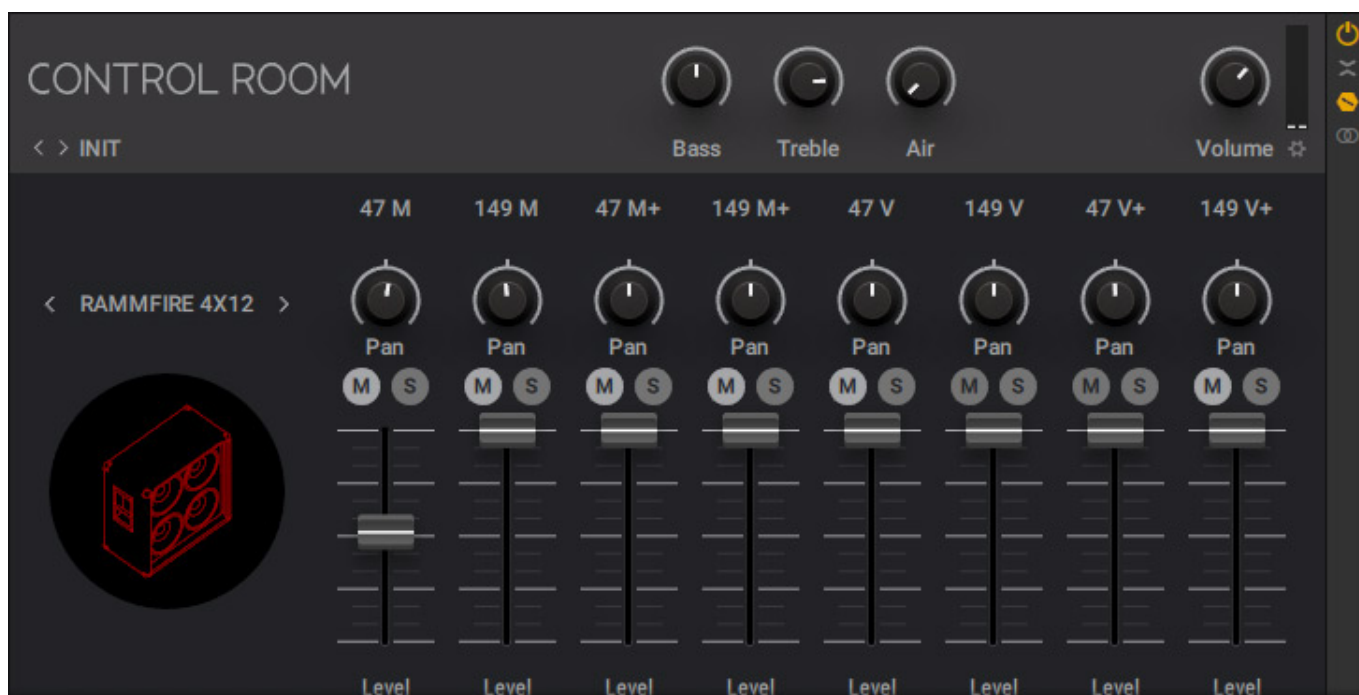 CONTROL ROOM
Bass Treble Air Volume
< > INIT
47 M 149 M 47 M+ 149 M+ 47 V 149 V 47 V+ 149 V+
< RAMMFIRE 4X12 >
Pan Pan Pan Pan Pan Pan Pan Pan
M S M S M S M S M S M S M S M S
Level Level Level Level Level Level Level Level